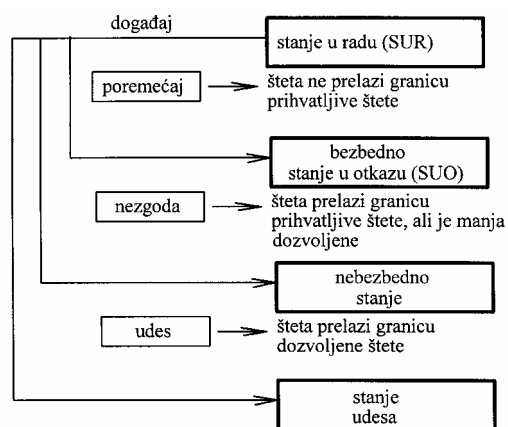 događaj
stanje u radu (SUR)
poremećaj
šteta ne prelazi granicu
prihvatljive štete
bezbedno
stanje u otkazu (SUO)
nezgoda
šteta prelazi granicu
prihvatljive štete, ali je manja
dozvoljene
nebezbedno
stanje
udes
šteta prelazi granicu
dozvoljene štete
stanje
udesa